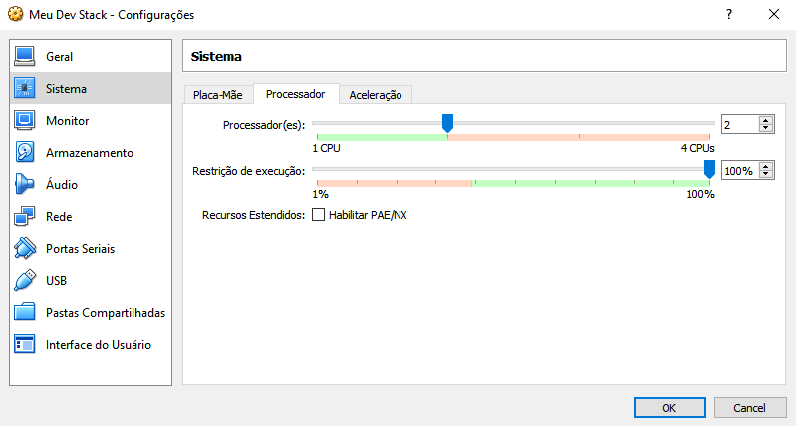 Meu Dev Stack - Configurações
?
Geral
Sistema
Monitor
Armazenamento
Áudio
Rede
Portas Seriais
USB
Pastas Compartilhadas
Interface do Usuário
Sistema
Placa-Mãe Processador Aceleração
Processador(es): 2
1 CPU 4 CPUs
Restrição de execução: 100%
1% 100%
Recursos Estendidos: Habilitar PAE/NX
OK Cancel